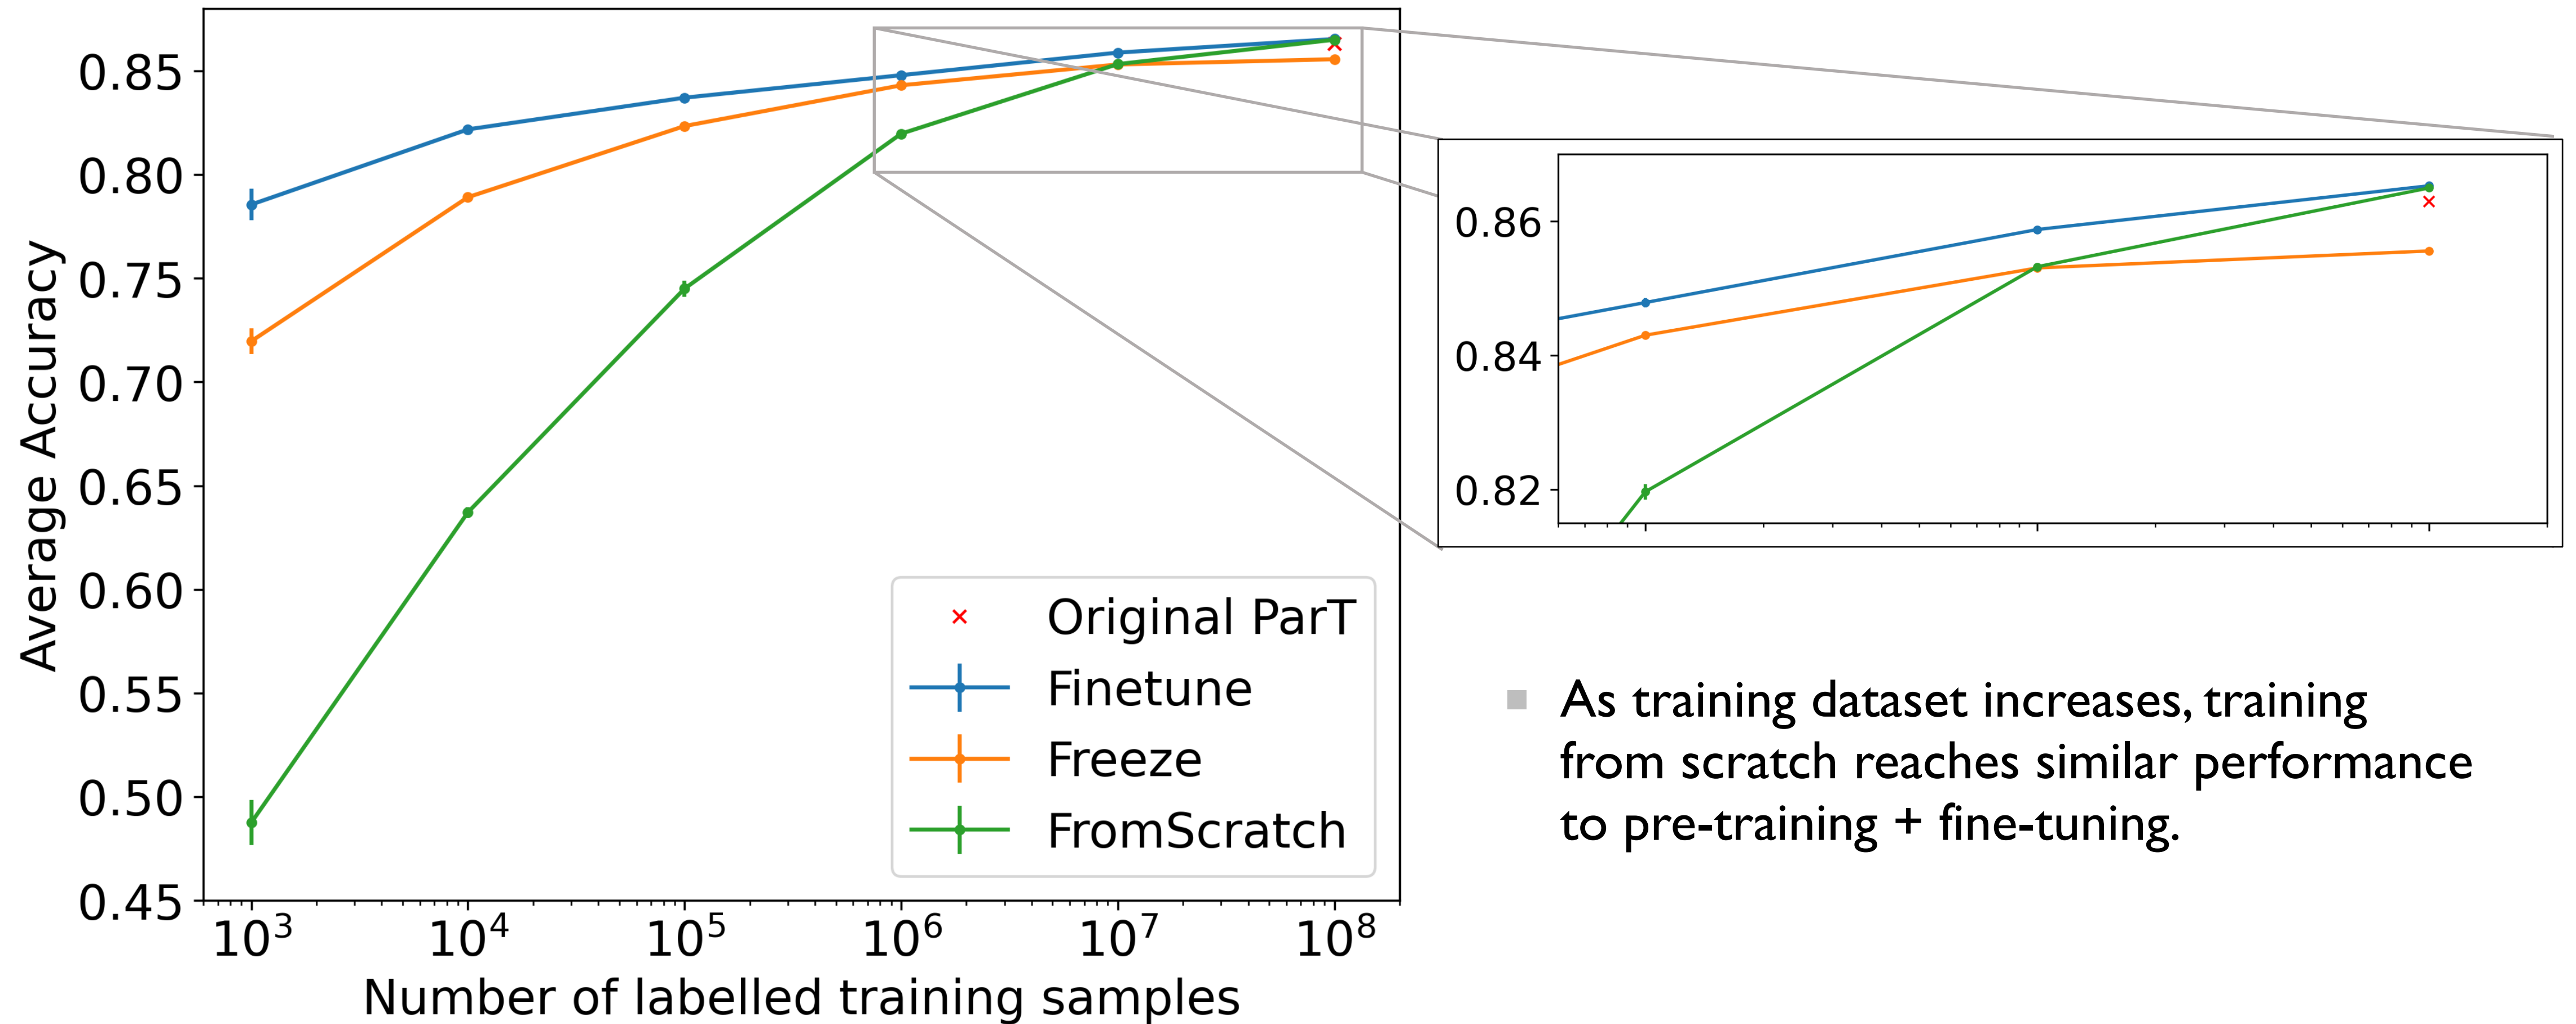 0.85
0.80
0.75
0.70
0.65
0.60
0.55
0.50
0.45
Average Accuracy
10³
10⁴
10⁵
10⁶
10⁷
10⁸
Number of labelled training samples
Original ParT
Finetune
Freeze
FromScratch
0.86
0.84
0.82
As training dataset increases, training
from scratch reaches similar performance
to pre-training + fine-tuning.